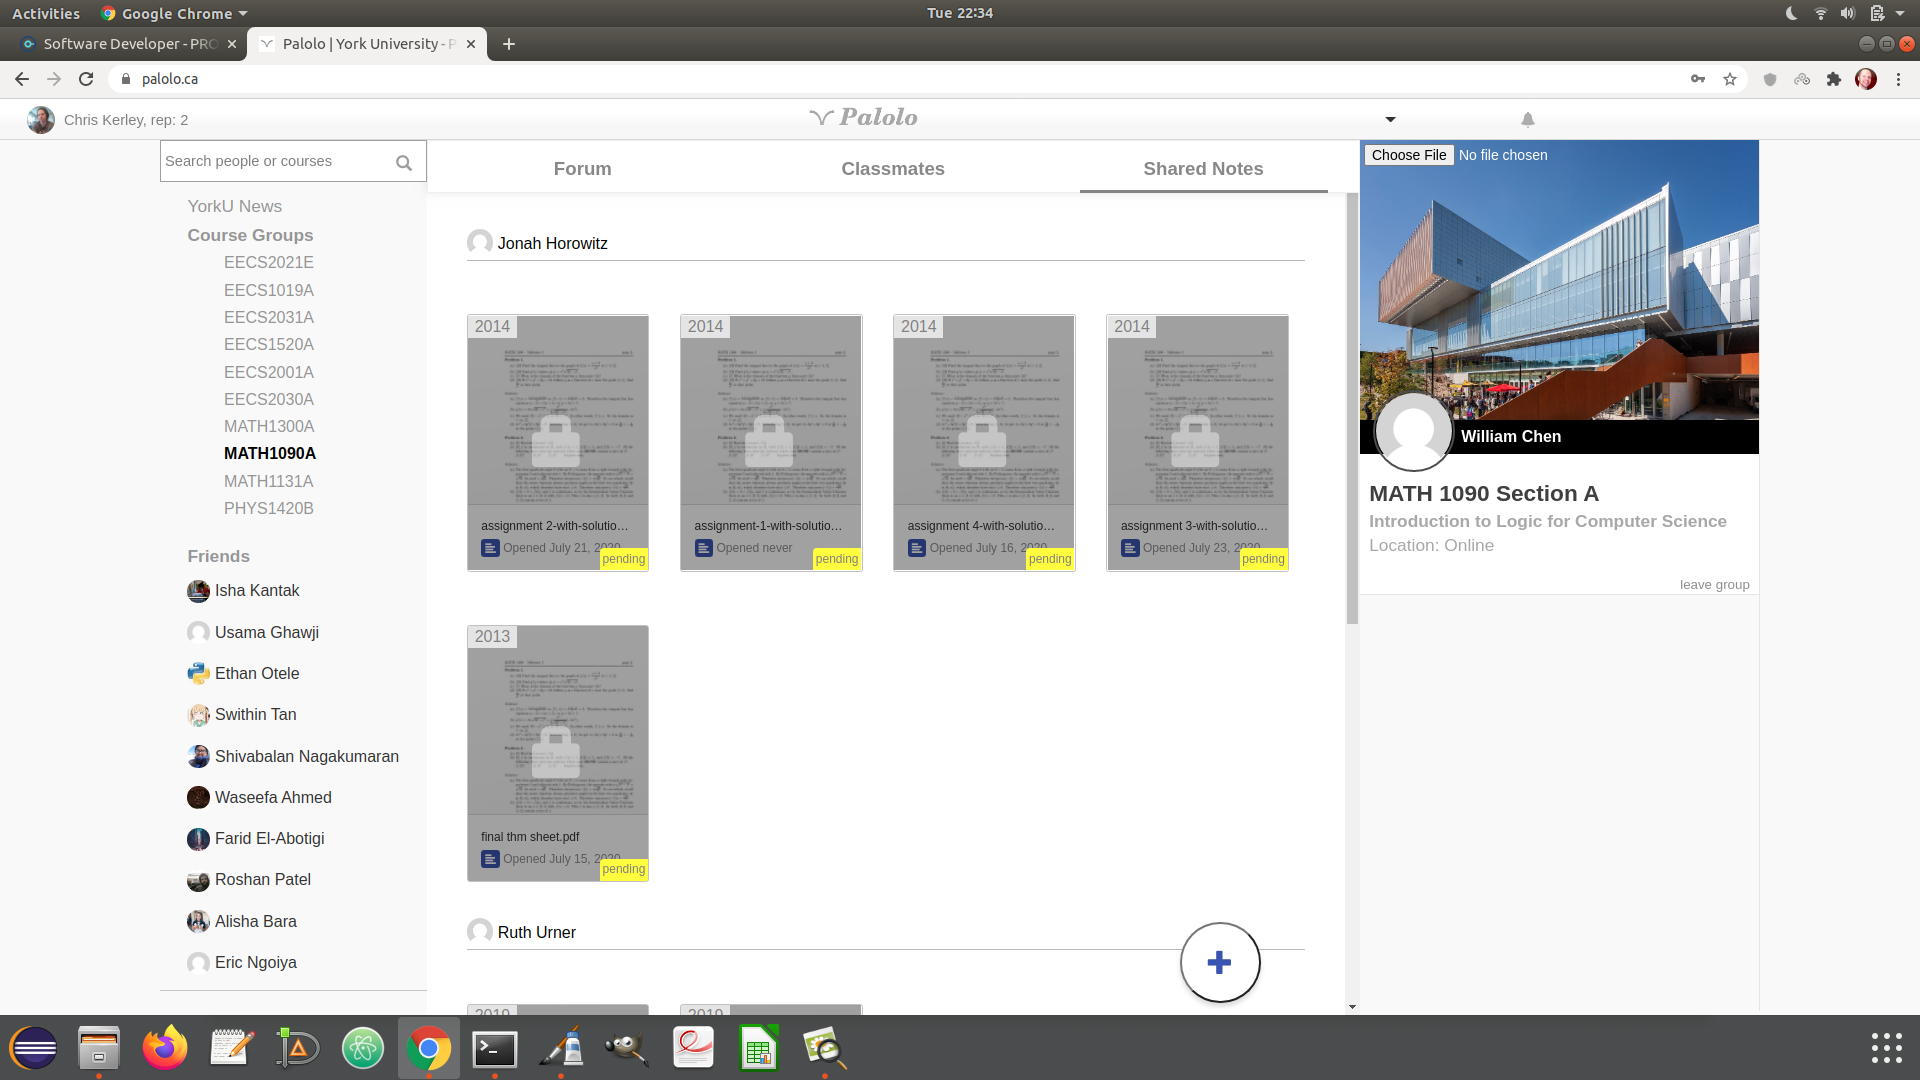 Activities
Google Chrome
Tue 22:34
Software Developer - PRO
Palolo | York University - P
palolo.ca
Chris Kerley, rep: 2
Palolo
Search people or courses
YorkU News
Course Groups
EECS2021E
EECS1019A
EECS2031A
EECS1520A
EECS2001A
EECS2030A
MATH1300A
MATH1090A
MATH1131A
PHYS1420B
Friends
Isha Kantak
Usama Ghawji
Ethan Otele
Swithin Tan
Shivabalan Nagakumaran
Waseefa Ahmed
Farid El-Abotigi
Roshan Patel
Alisha Bara
Eric Ngoiya
Forum
Classmates
Shared Notes
Jonah Horowitz
2014
assignment 2-with-solutio…
Opened July 21, 2020
pending
2014
assignment-1-with-solutio…
Opened never
pending
2014
assignment 4-with-solutio…
Opened July 16, 2020
pending
2014
assignment 3-with-solutio…
Opened July 23, 2020
pending
2013
final thm sheet.pdf
Opened July 15, 2020
pending
Ruth Urner
2019
2019
Choose File
No file chosen
William Chen
MATH 1090 Section A
Introduction to Logic for Computer Science
Location: Online
leave group